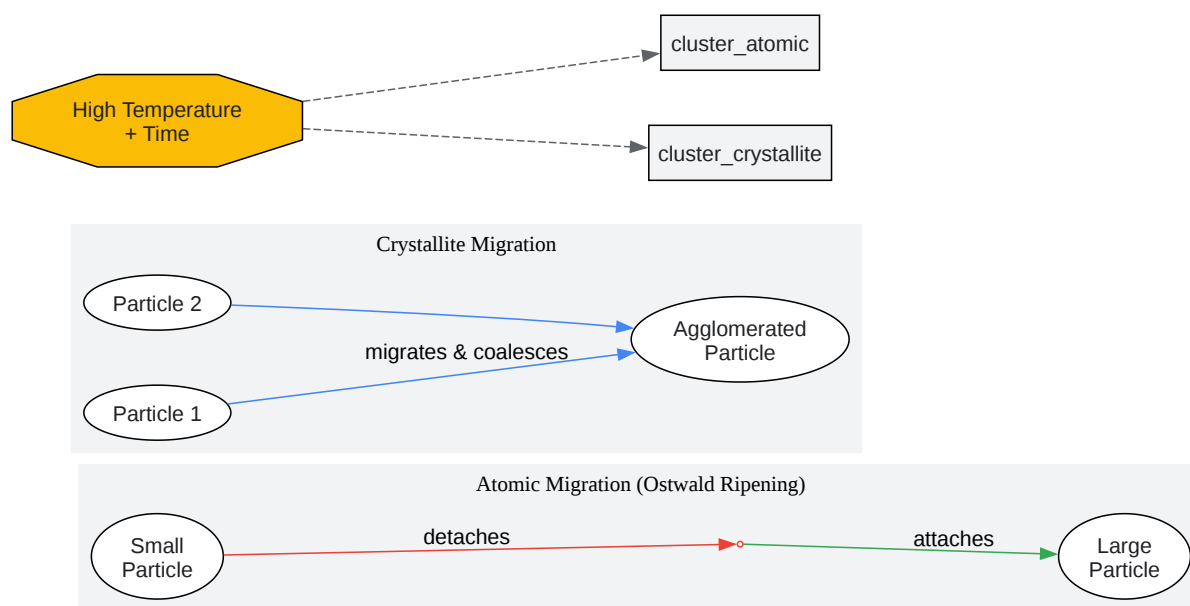 cluster_atomic
High Temperature
+ Time
cluster_crystallite
Crystallite Migration
Particle 2
Agglomerated
Particle
migrates & coalesces
Particle 1
Atomic Migration (Ostwald Ripening)
detaches
attaches
Small
Particle
Large
Particle